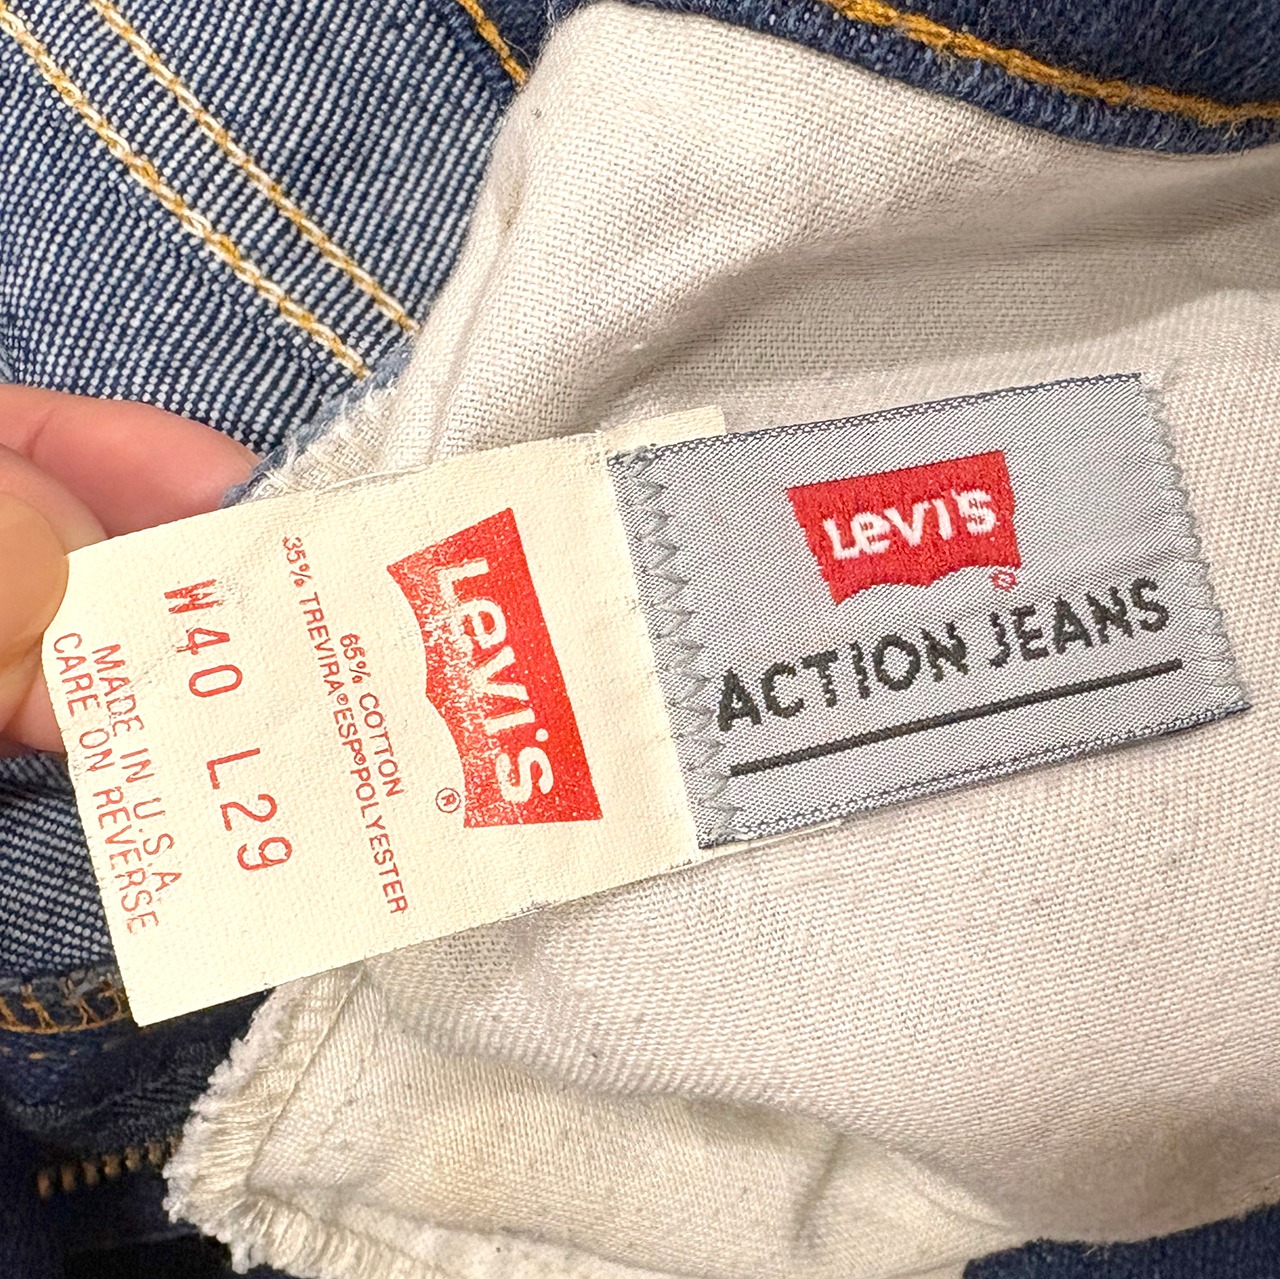 LEVI'S
®
ACTION JEANS
LEVI'S
®
65% COTTON
35% TREVIRA® ESP® POLYESTER
W40 L29
MADE IN U.S.A.
CARE ON REVERSE